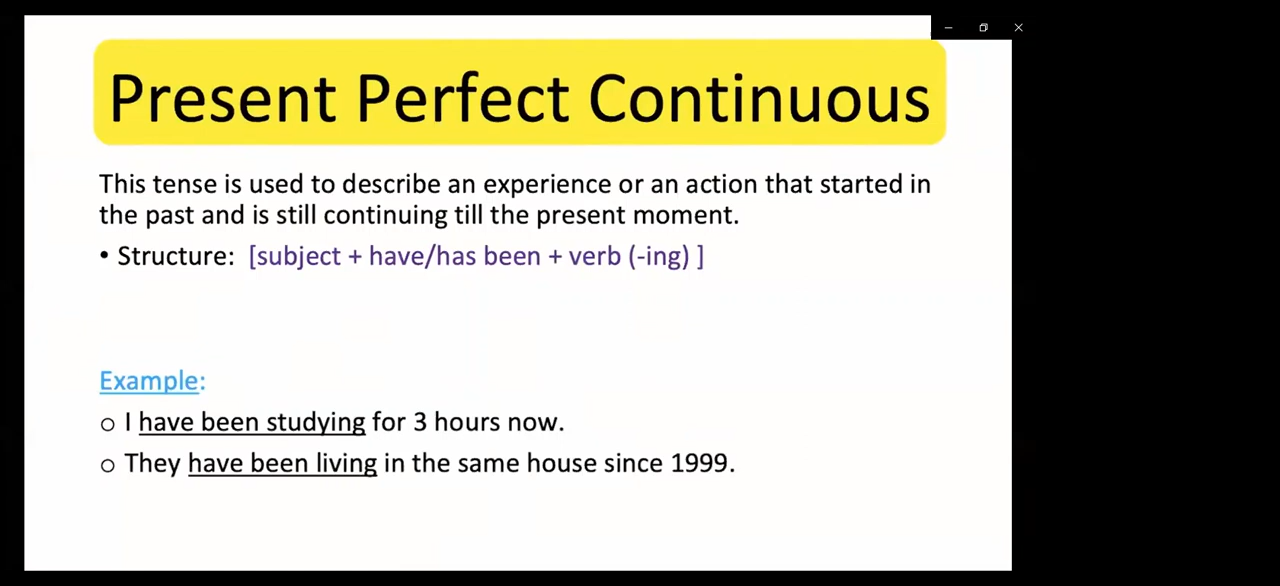 Present Perfect Continuous
This tense is used to describe an experience or an action that started in
the past and is still continuing till the present moment.
• Structure: [subject + have/has been + verb (-ing) ]
Example:
○ I have been studying for 3 hours now.
○ They have been living in the same house since 1999.